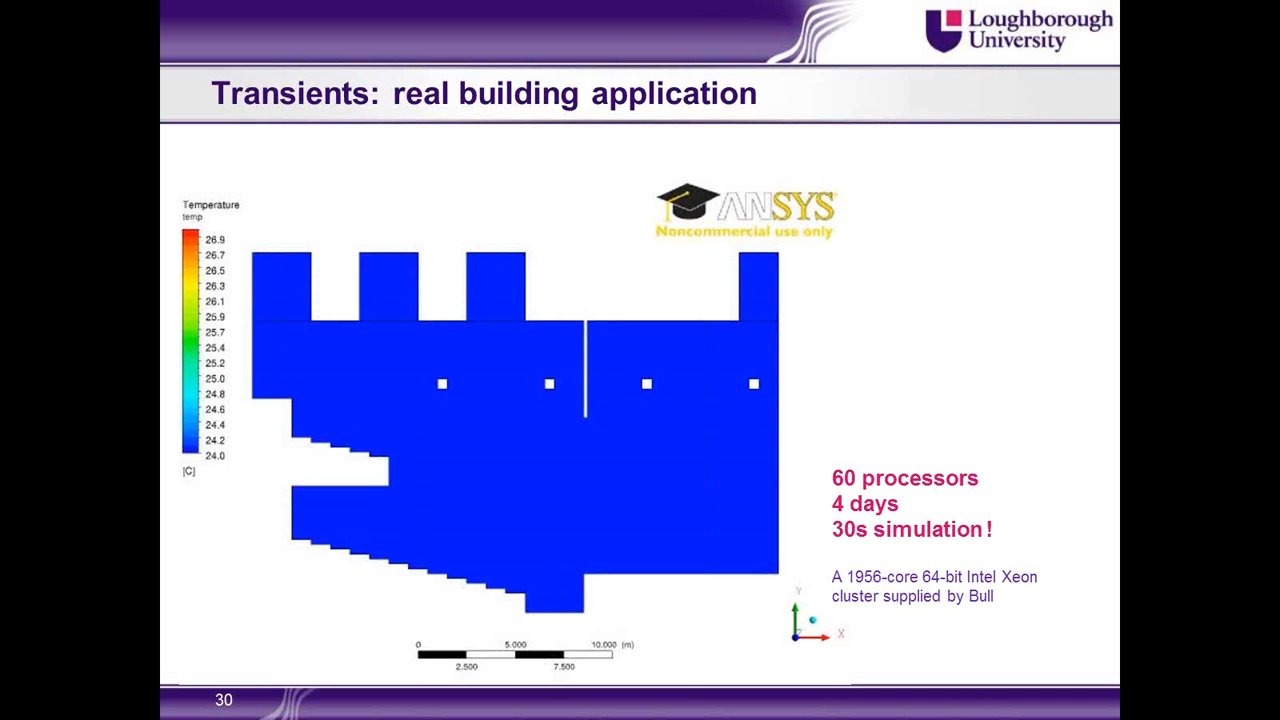 Loughborough
University
Transients: real building application
ANSYS
Noncommercial use only
Temperature
temp
26.9
26.7
26.5
26.3
26.1
25.9
25.7
25.4
25.2
25.0
24.8
24.6
24.4
24.2
24.0
[C]
60 processors
4 days
30s simulation !
A 1956-core 64-bit Intel Xeon
cluster supplied by Bull
Y
Z
X
0 5.000 10.000 (m)
2.500 7.500
30